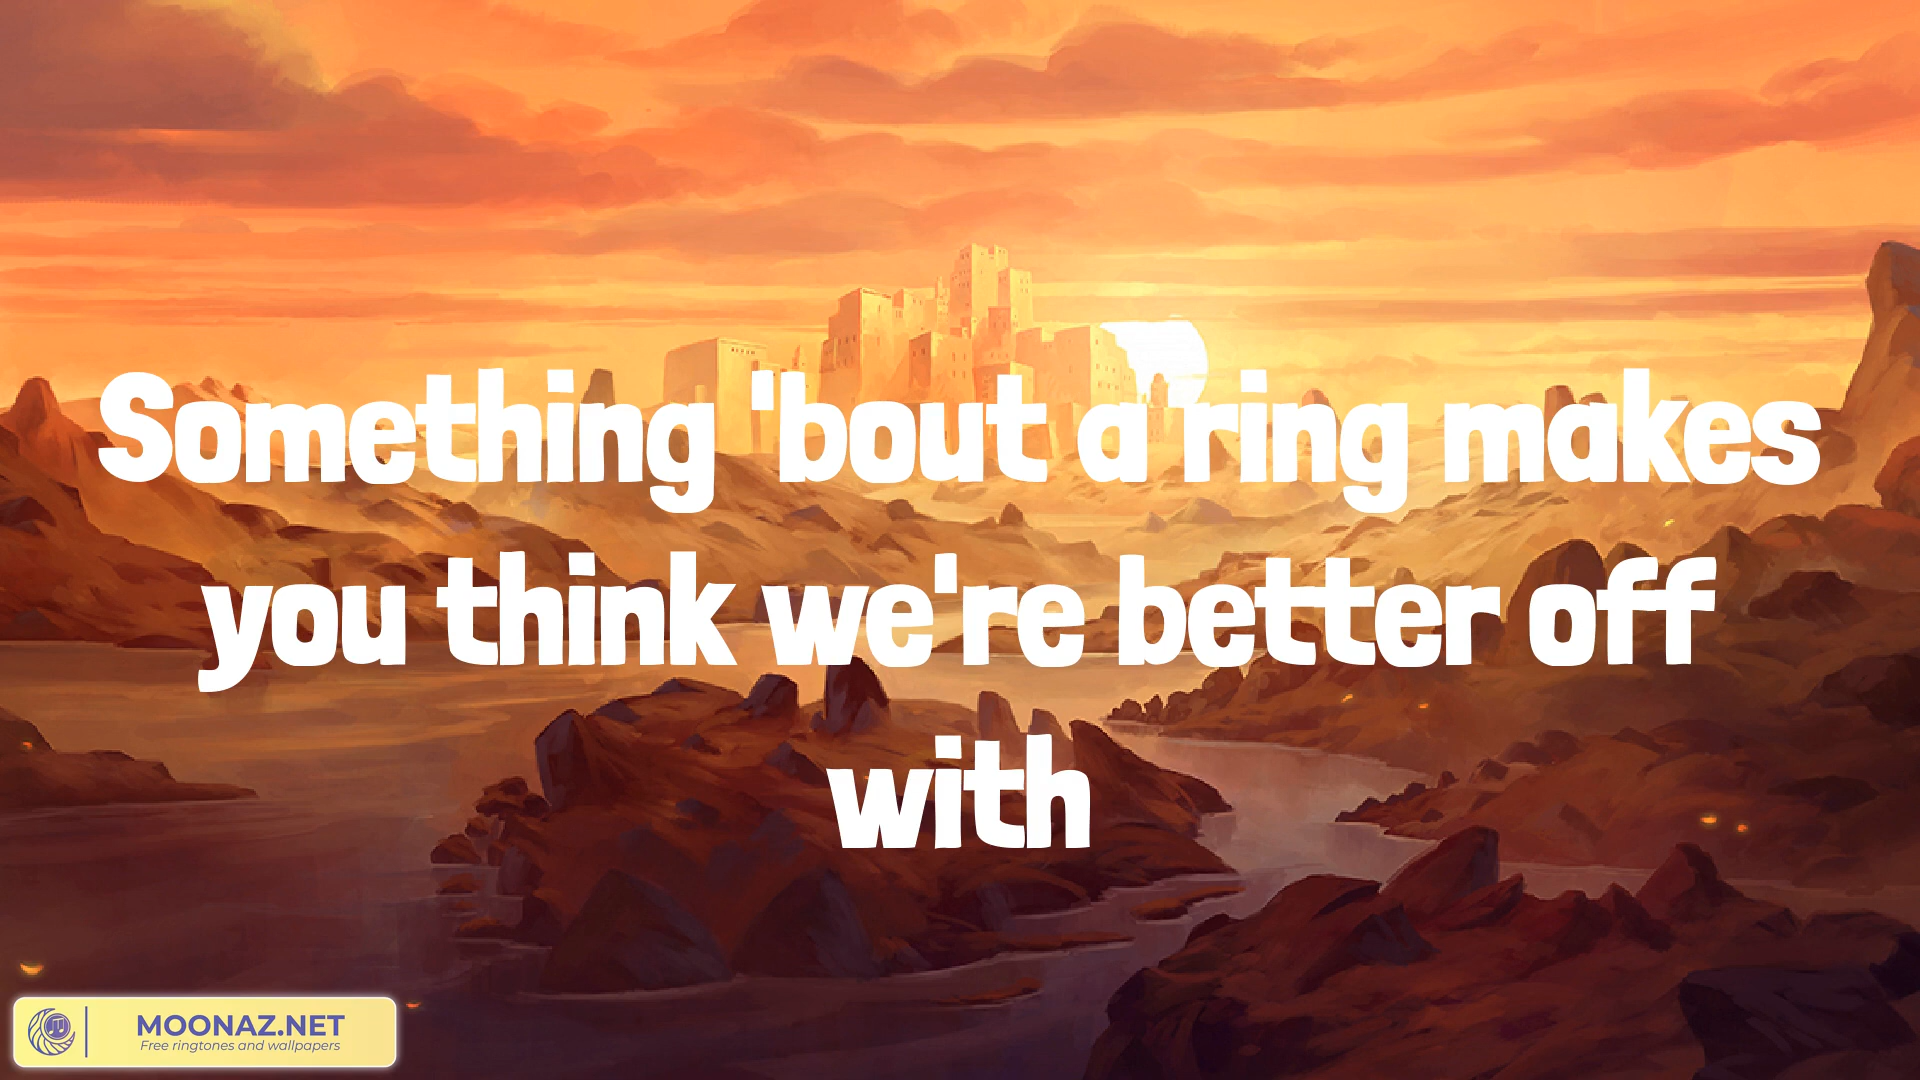 Something 'bout a ring makes
you think we're better off
with
MOONAZ.NET
Free ringtones and wallpapers